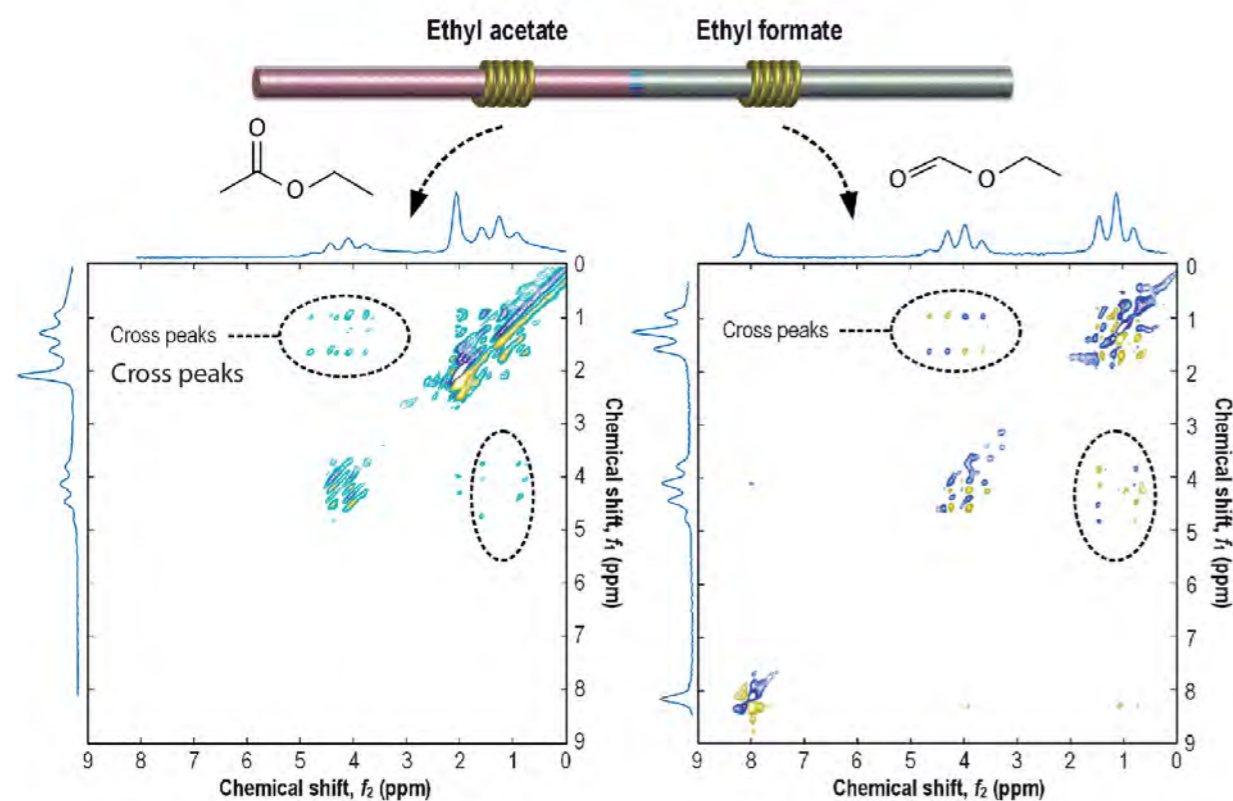 Ethyl acetate
Ethyl formate
O
O
O
O
Cross peaks
Cross peaks
0
1
2
3
4
5
6
7
8
9
Chemical shift, f1 (ppm)
9 8 7 6 5 4 3 2 1 0
Chemical shift, f2 (ppm)
Cross peaks
0
1
2
3
4
5
6
7
8
9
Chemical shift, f1 (ppm)
9 8 7 6 5 4 3 2 1 0
Chemical shift, f2 (ppm)